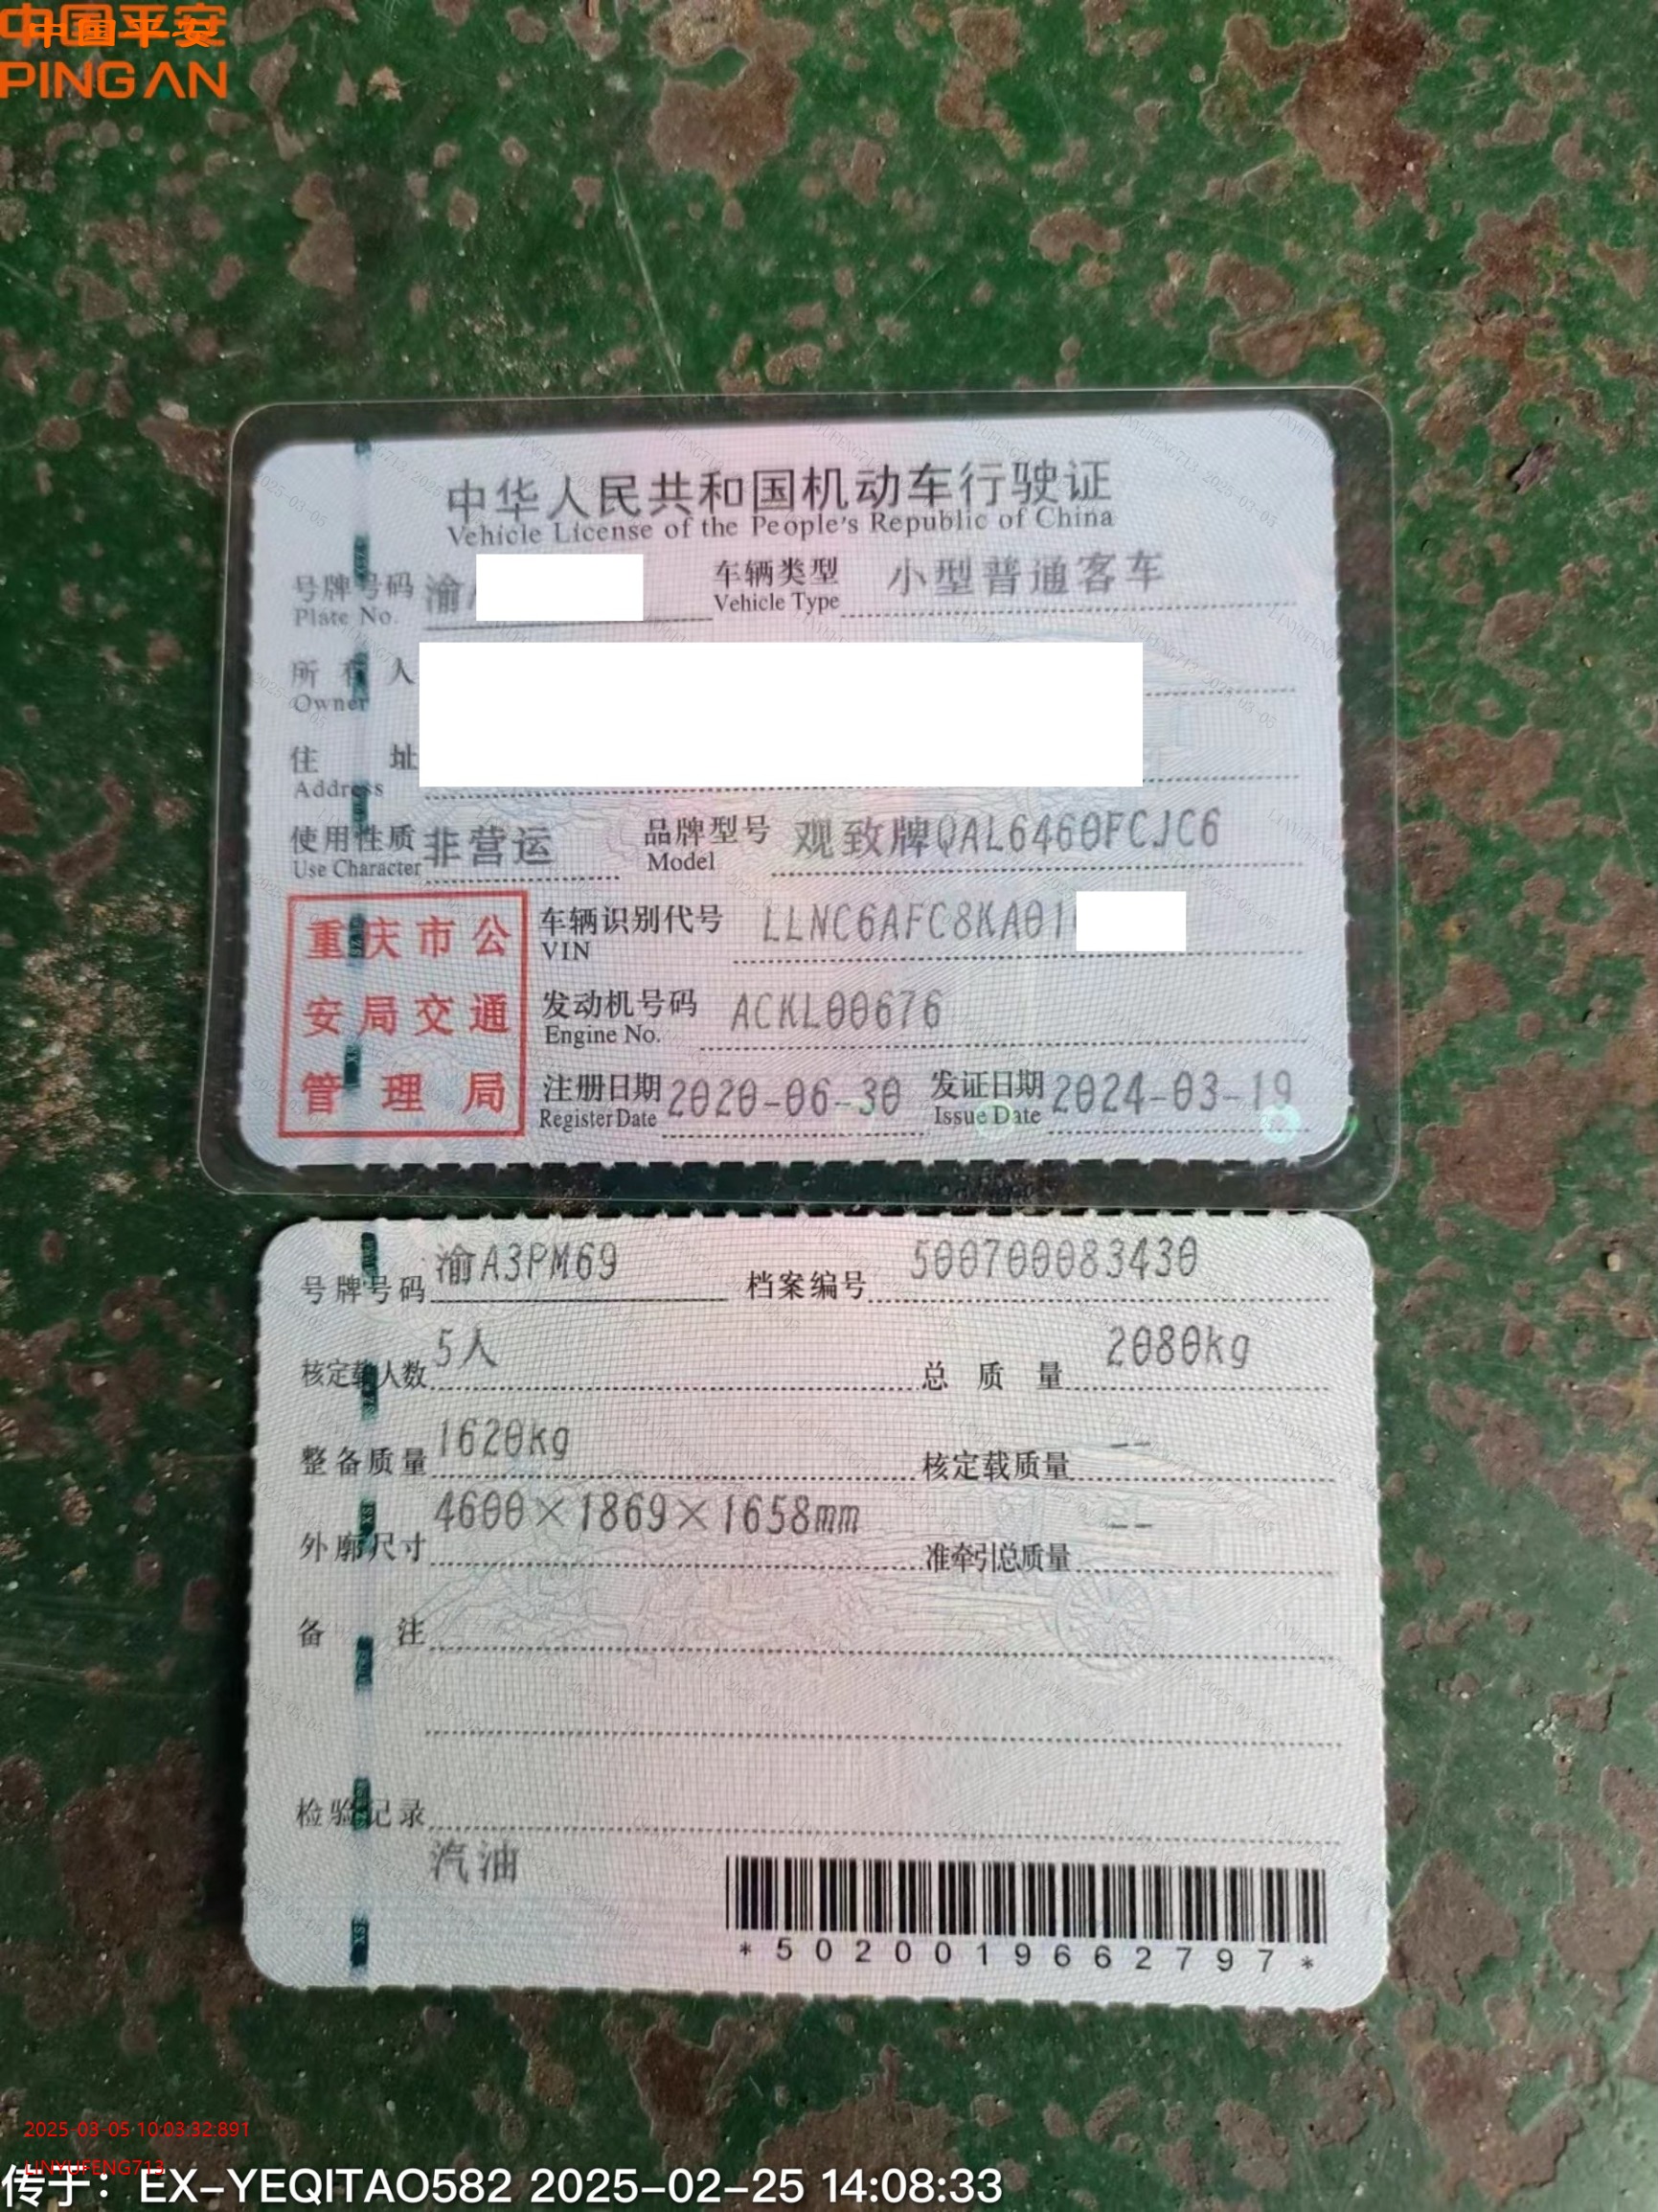 中国平安
中国平安
PING AN
中华人民共和国机动车行驶证
Vehicle License of the People's Republic of China
号牌号码 渝 车辆类型 小型普通客车
Plate No. Vehicle Type
所有人
Owner
住址
Address
使用性质 非营运 品牌型号 观致牌QAL6460FCJC6
Use Character Model
重庆市公
安局交通
管理局
车辆识别代号 LLNC6AFC8KA01
VIN
发动机号码 ACKL00676
Engine No.
注册日期 2020-06-30 发证日期 2024-03-19
Register Date Issue Date
号牌号码 渝A3PM69 档案编号 500700083430
核定载人数 5人 总质量 2080kg
整备质量 1620kg 核定载质量 --
外廓尺寸 4600×1869×1658mm 准牵引总质量 --
备注
检验记录
汽油
*5020019662797*
2025-03-05 10:03:32:891
LINYUFENG713
传于：EX-YEQITAO582 2025-02-25 14:08:33